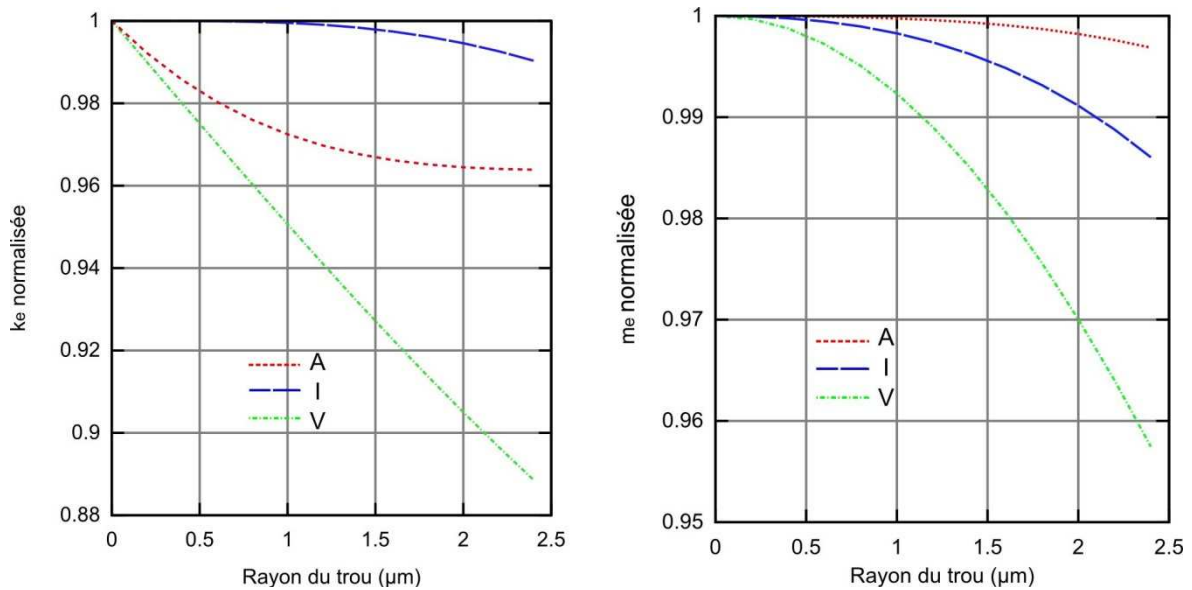 1
0.98
0.96
0.94
0.92
0.9
0.88
ke normalisée
A
I
V
0 0.5 1 1.5 2 2.5
Rayon du trou (µm)
1
0.99
0.98
0.97
0.96
0.95
me normalisée
A
I
V
0 0.5 1 1.5 2 2.5
Rayon du trou (µm)